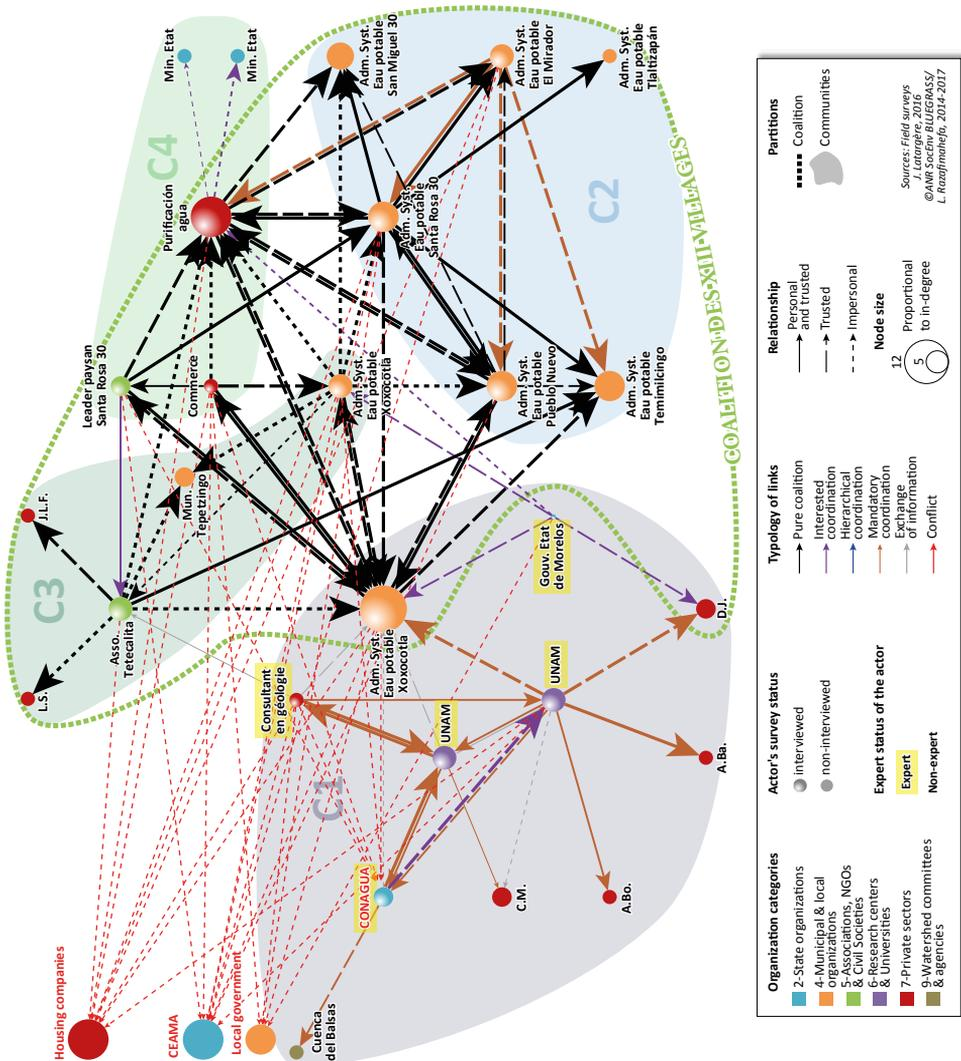 Min. Etat
Min. Etat
C4
Adm. Syst.
Eau potable
San Miguel 30
Adm. Syst.
Eau potable
El Mirador
Adm. Syst.
Eau potable
Tlaltizapán
Purificación
agua
Adm. Syst.
Eau potable
Santa Rosa 30
C2
COALITION DES XIII VILLAGES
Leader paysan
Santa Rosa 30
Commerce
Adm. Syst.
Eau potable
Xoxocotla
Adm. Syst.
Eau potable
Pueblo Nuevo
Adm. Syst.
Eau potable
Temimilcingo
J.L.F.
Mun.
Tepetzingo
C3
L.S.
Asso.
Tetecalita
Adm. Syst.
Eau potable
Xoxocotla
Gouv. Etat
de Morelos
D.J.
Consultant
en géologie
UNAM
UNAM
A.Ba.
C1
CONAGUA
C.M.
A.Bo.
Housing companies
CEAMA
Local government
Cuenca
del Balsas
Organization categories
2-State organizations
4-Municipal & local
organizations
5-Associations, NGOs
& Civil Societies
6-Research centers
& Universities
7-Private sectors
9-Watershed committees
& agencies
Actor's survey status
interviewed
non-interviewed
Expert status of the actor
Expert
Non-expert
Typology of links
Pure coalition
Interested
coordination
Hierarchical
coordination
Mandatory
coordination
Exchange
of information
Conflict
Relationship
Personal
and trusted
Trusted
Impersonal
Node size
12
5
Proportional
to in-degree
Partitions
Coalition
Communities
Sources: Field surveys
J. Latargère, 2016
©ANR SocEnv BLUEGRASS/
L. Razafimahefa, 2014-2017